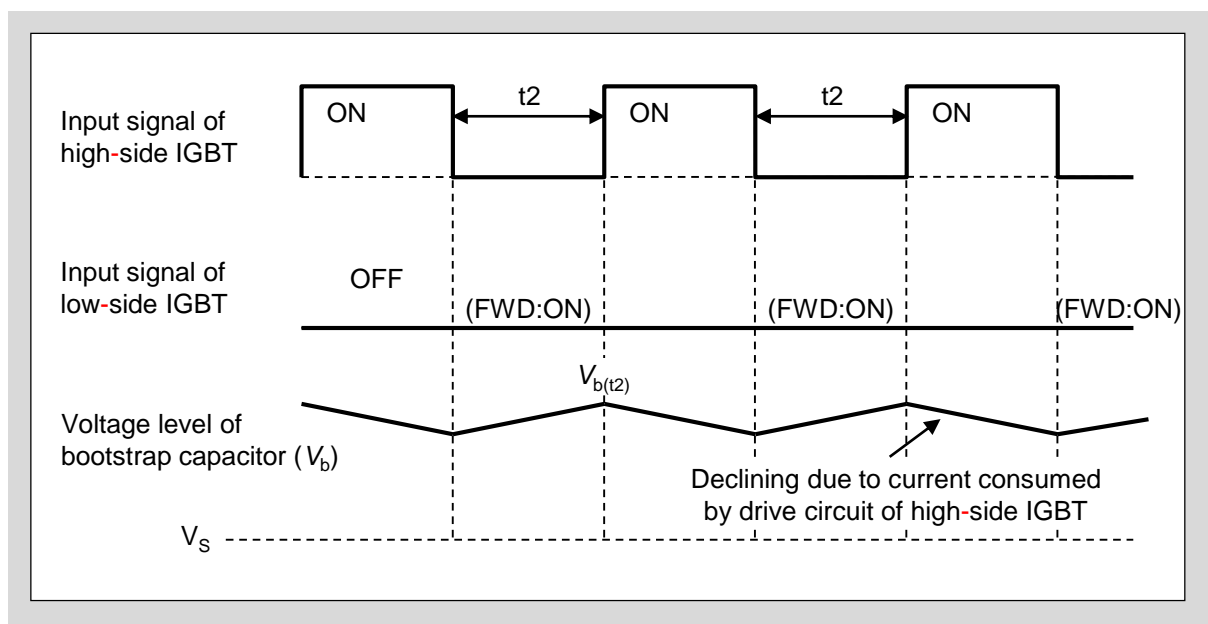 t2
t2
ON
ON
ON
Input signal of
high-side IGBT
Input signal of
low-side IGBT
OFF
(FWD:ON)
(FWD:ON)
(FWD:ON)
Vb(t2)
Voltage level of
bootstrap capacitor (Vb)
Declining due to current consumed
by drive circuit of high-side IGBT
VS